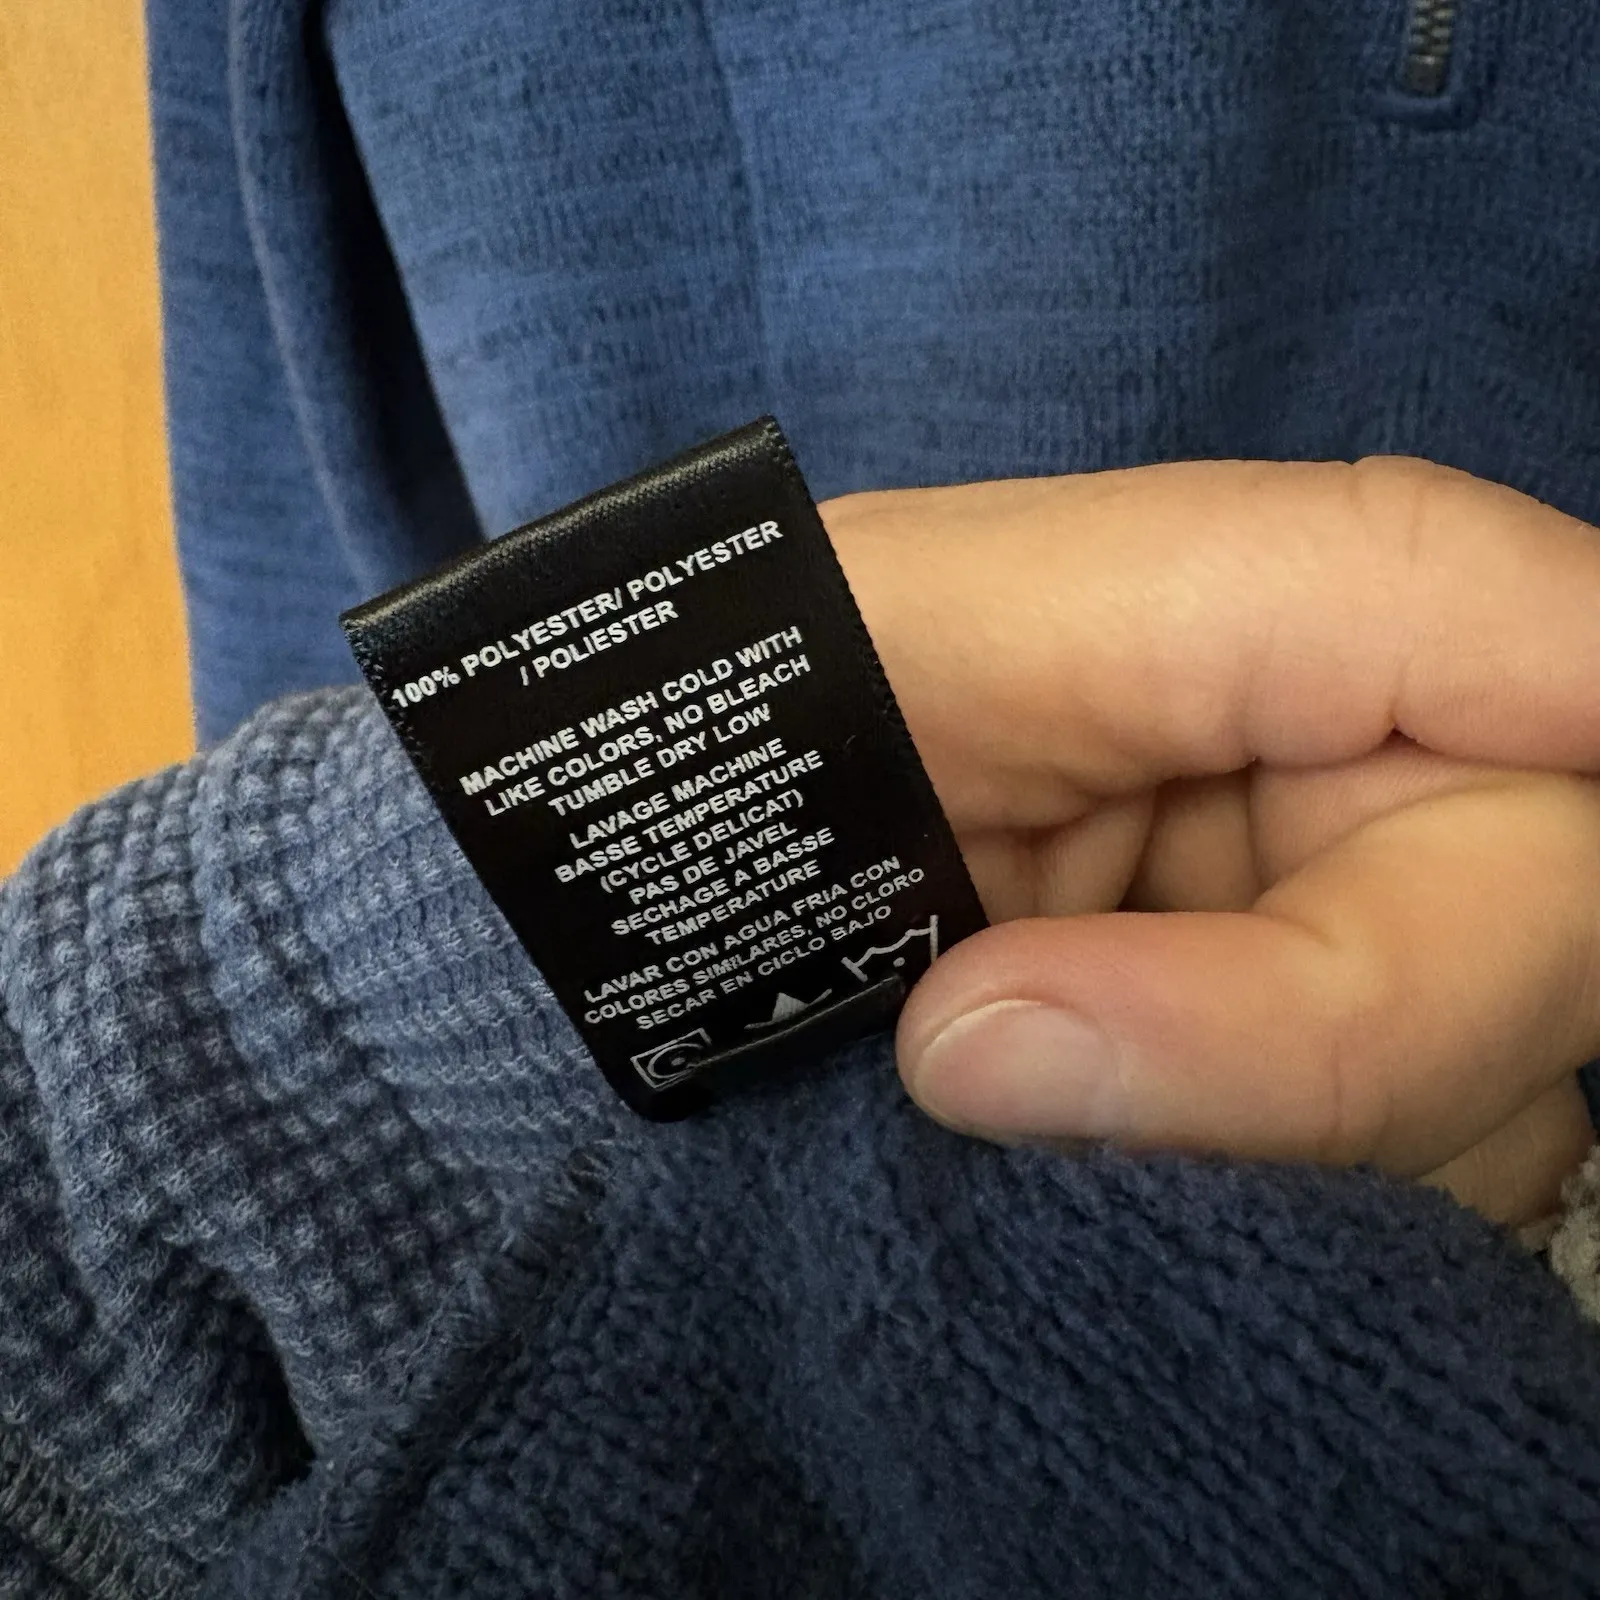 100% POLYESTER/ POLYESTER
/ POLIESTER
MACHINE WASH COLD WITH
LIKE COLORS, NO BLEACH
TUMBLE DRY LOW
LAVAGE MACHINE
BASSE TEMPERATURE
(CYCLE DELICAT)
PAS DE JAVEL
SECHAGE A BASSE
TEMPERATURE
LAVAR CON AGUA FRIA CON
COLORES SIMILARES, NO CLORO
SECAR EN CICLO BAJO